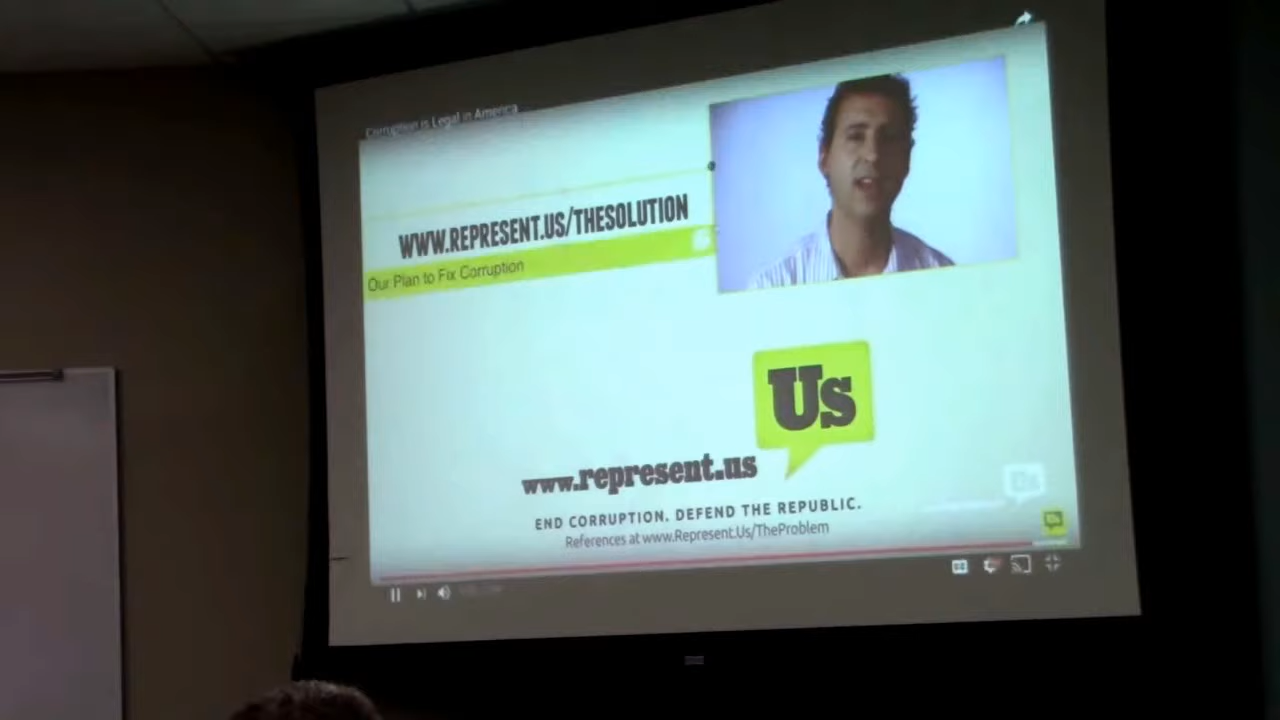 Corruption is Legal in America
WWW.REPRESENT.US/THESOLUTION
Our Plan to Fix Corruption
Us
www.represent.us
END CORRUPTION. DEFEND THE REPUBLIC.
References at www.Represent.Us/TheProblem
Us